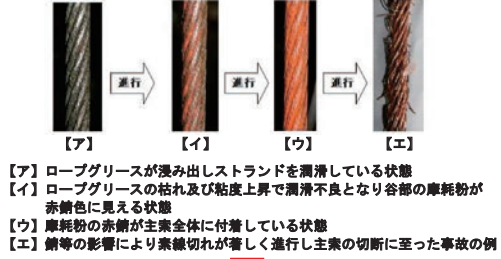 進行 進行 進行
【ア】 【イ】 【ウ】 【エ】
【ア】ロープグリースが浸み出しストランドを潤滑している状態
【イ】ロープグリースの枯れ及び粘度上昇で潤滑不良となり谷部の摩耗粉が
赤錆色に見える状態
【ウ】摩耗粉の赤錆が主索全体に付着している状態
【エ】錆等の影響により素線切れが著しく進行し主索の切断に至った事故の例